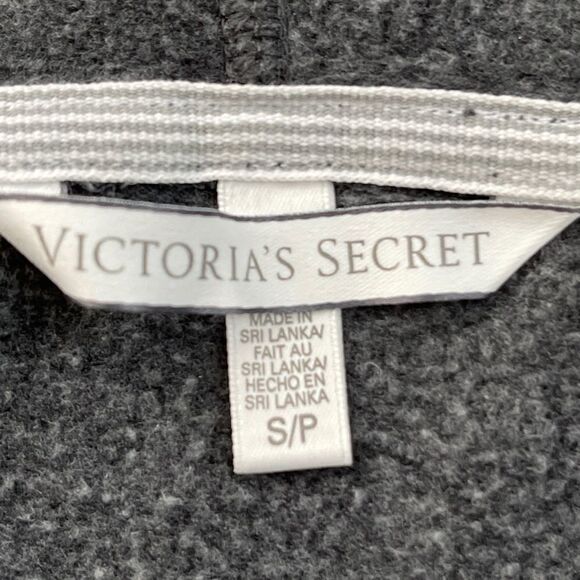 VICTORIA'S SECRET
MADE IN
SRI LANKA/
FAIT AU
SRI LANKA/
HECHO EN
SRI LANKA
S/P